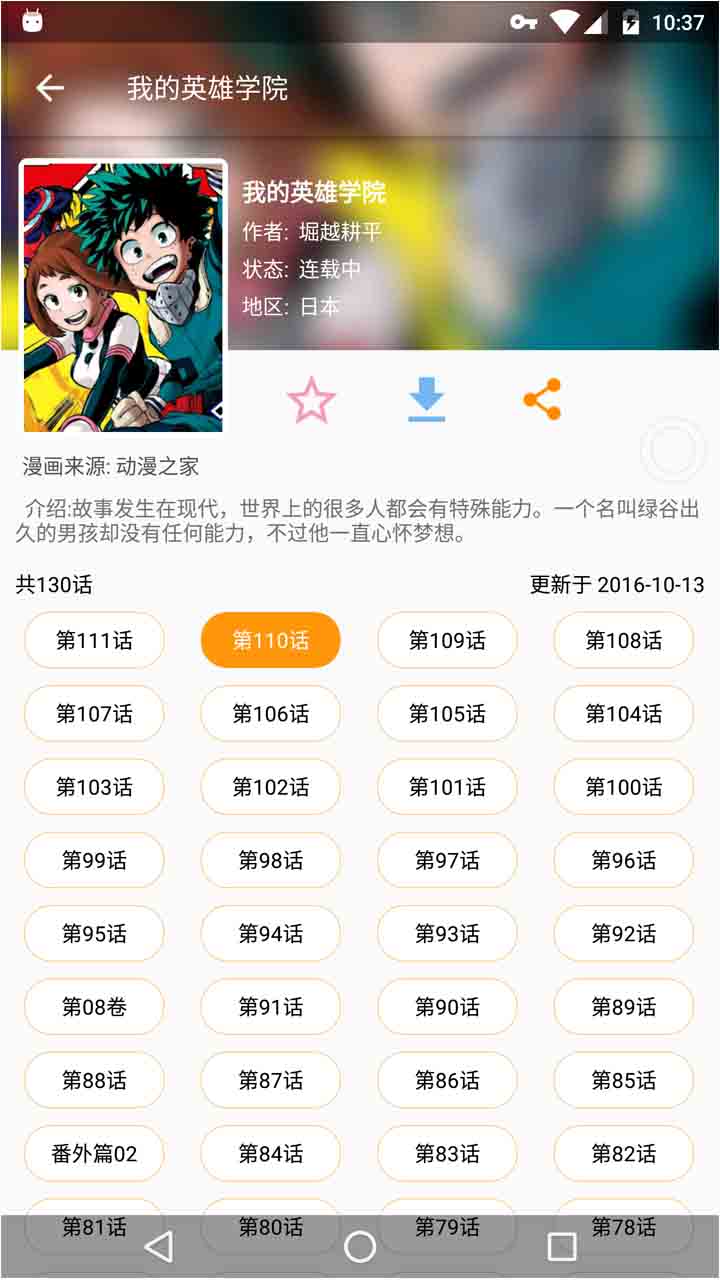 10:37
我的英雄学院
我的英雄学院
作者: 堀越耕平
状态: 连载中
地区: 日本
漫画来源: 动漫之家
介绍:故事发生在现代，世界上的很多人都会有特殊能力。一个名叫绿谷出
久的男孩却没有任何能力，不过他一直心怀梦想。
共130话 更新于 2016-10-13
第111话 第110话 第109话 第108话
第107话 第106话 第105话 第104话
第103话 第102话 第101话 第100话
第99话 第98话 第97话 第96话
第95话 第94话 第93话 第92话
第08卷 第91话 第90话 第89话
第88话 第87话 第86话 第85话
番外篇02 第84话 第83话 第82话
第81话 第80话 第79话 第78话